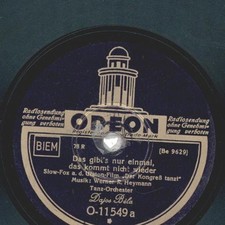 Radiosendung
ohne Genehmi-
gung verboten
Radiosendung
ohne Genehmi-
gung verboten
ODEON
BIEM
(Be 9629)
Das gibt's nur einmal,
das kommt nicht wieder
Slow-Fox a. d. Ufaton-Film „Der Kongreß tanzt"
Musik: Werner R. Heymann
Tanz-Orchester
Dajos Béla
O-11549 a